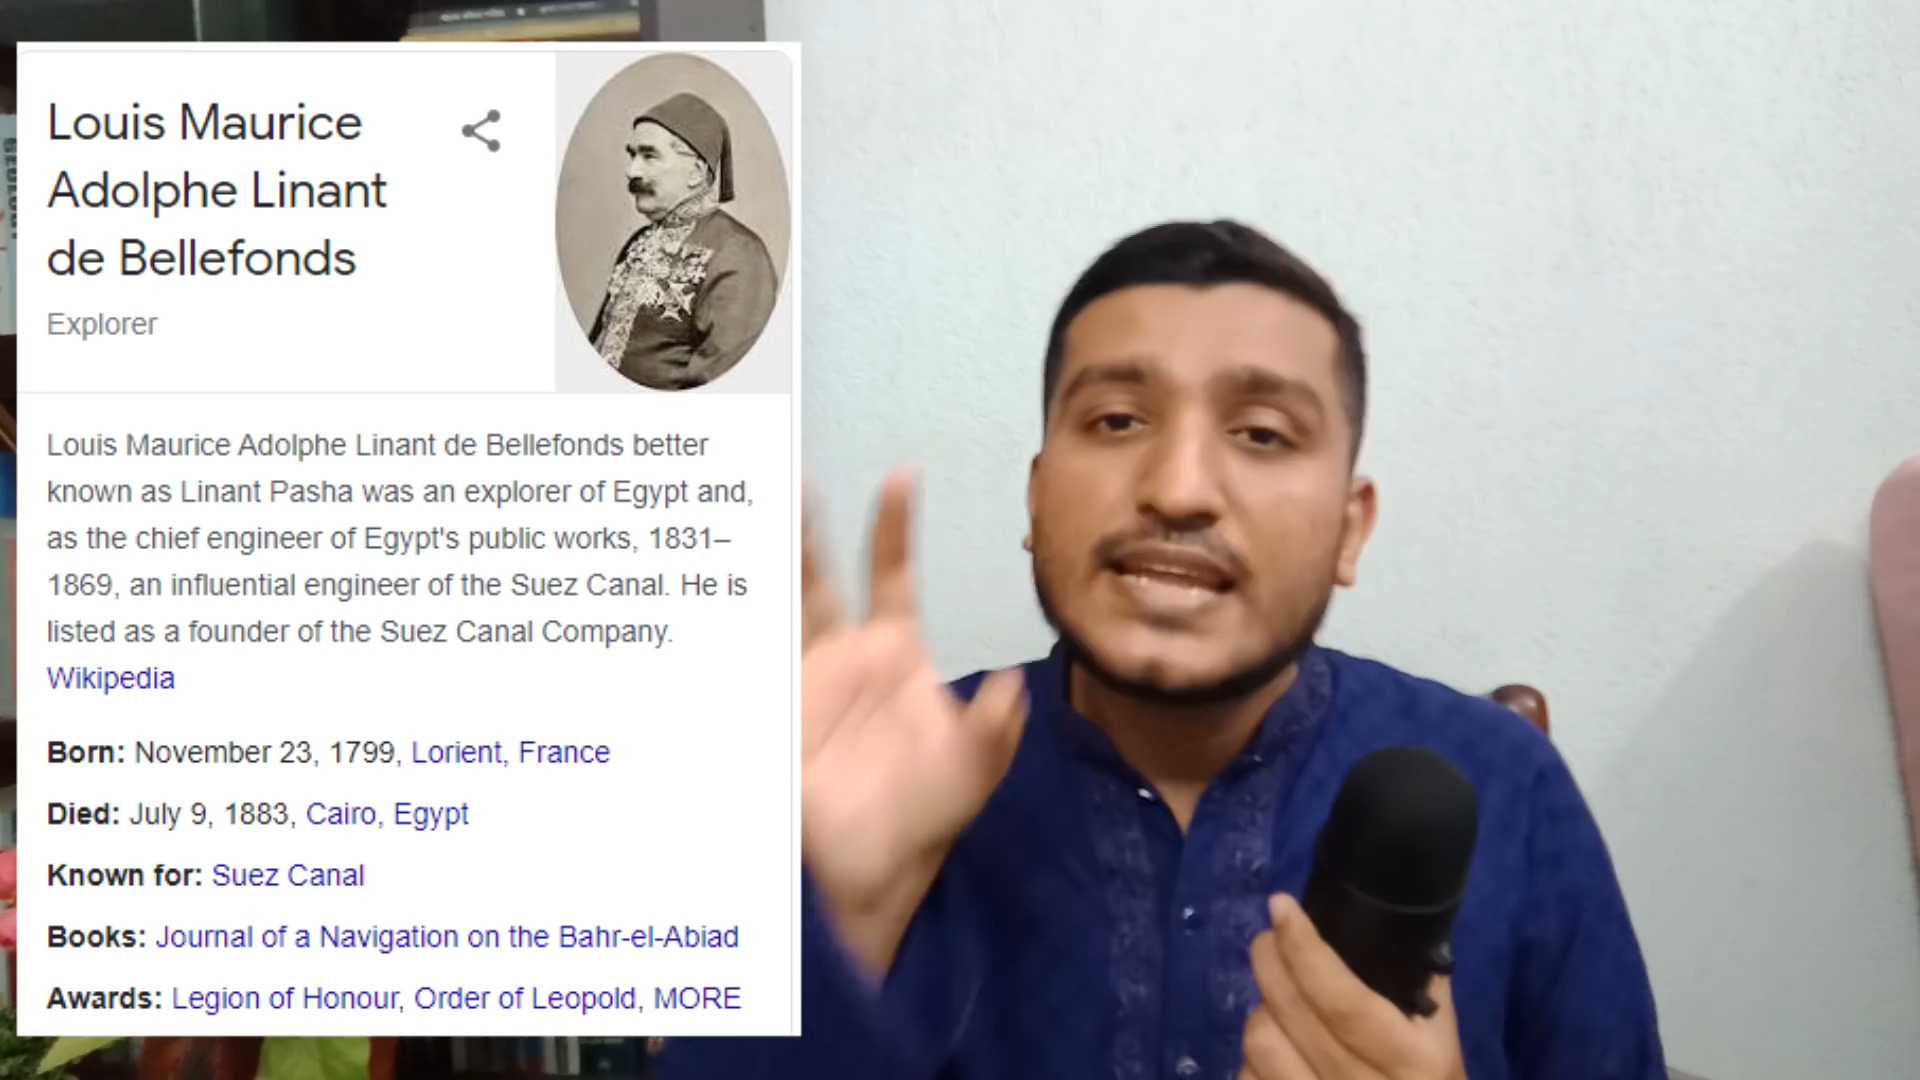 Louis Maurice
Adolphe Linant
de Bellefonds
Explorer
Louis Maurice Adolphe Linant de Bellefonds better
known as Linant Pasha was an explorer of Egypt and,
as the chief engineer of Egypt's public works, 1831–
1869, an influential engineer of the Suez Canal. He is
listed as a founder of the Suez Canal Company.
Wikipedia
Born: November 23, 1799, Lorient, France
Died: July 9, 1883, Cairo, Egypt
Known for: Suez Canal
Books: Journal of a Navigation on the Bahr-el-Abiad
Awards: Legion of Honour, Order of Leopold, MORE